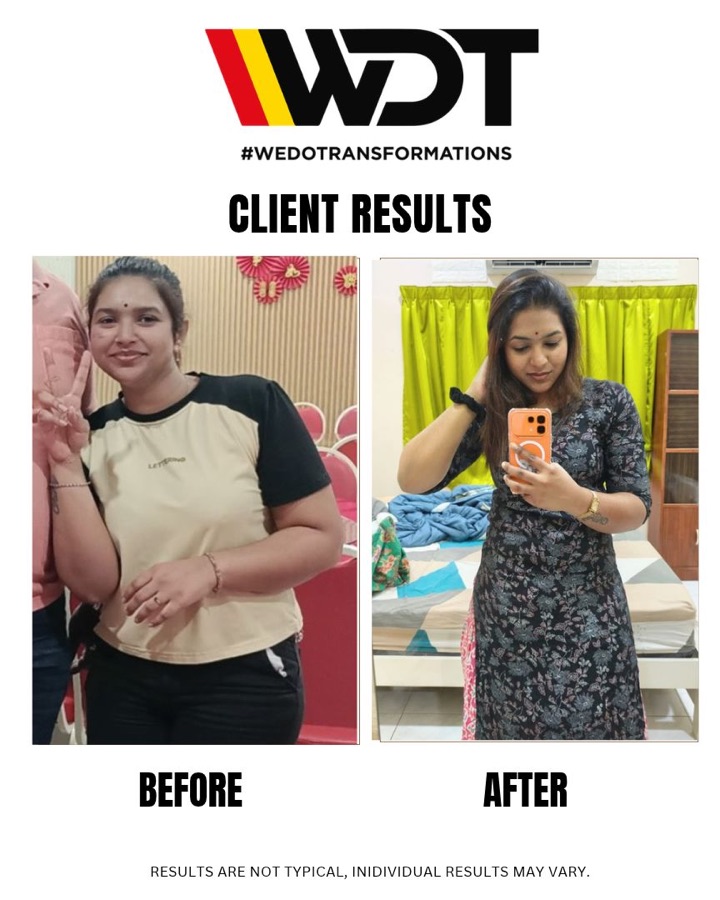 WDT
#WEDOTRANSFORMATIONS
CLIENT RESULTS
BEFORE
AFTER
RESULTS ARE NOT TYPICAL, INIDIVIDUAL RESULTS MAY VARY.